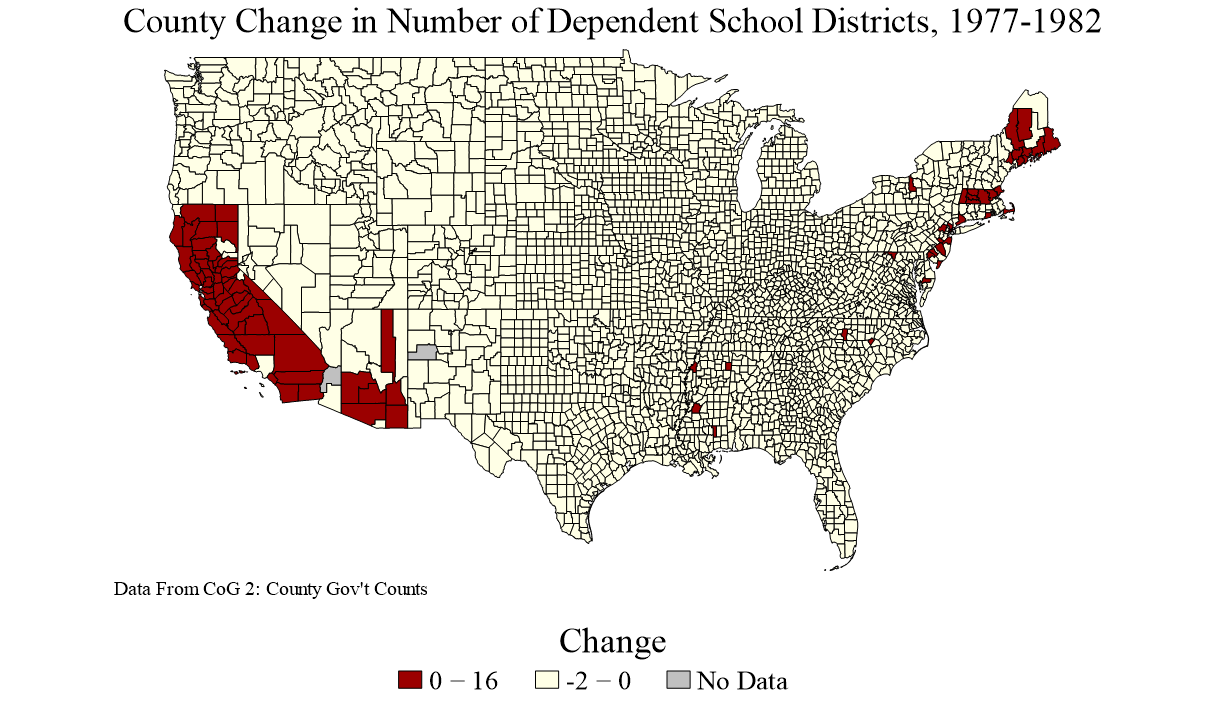 County Change in Number of Dependent School Districts, 1977-1982
Data From CoG 2: County Gov't Counts
Change
0 − 16
-2 − 0
No Data